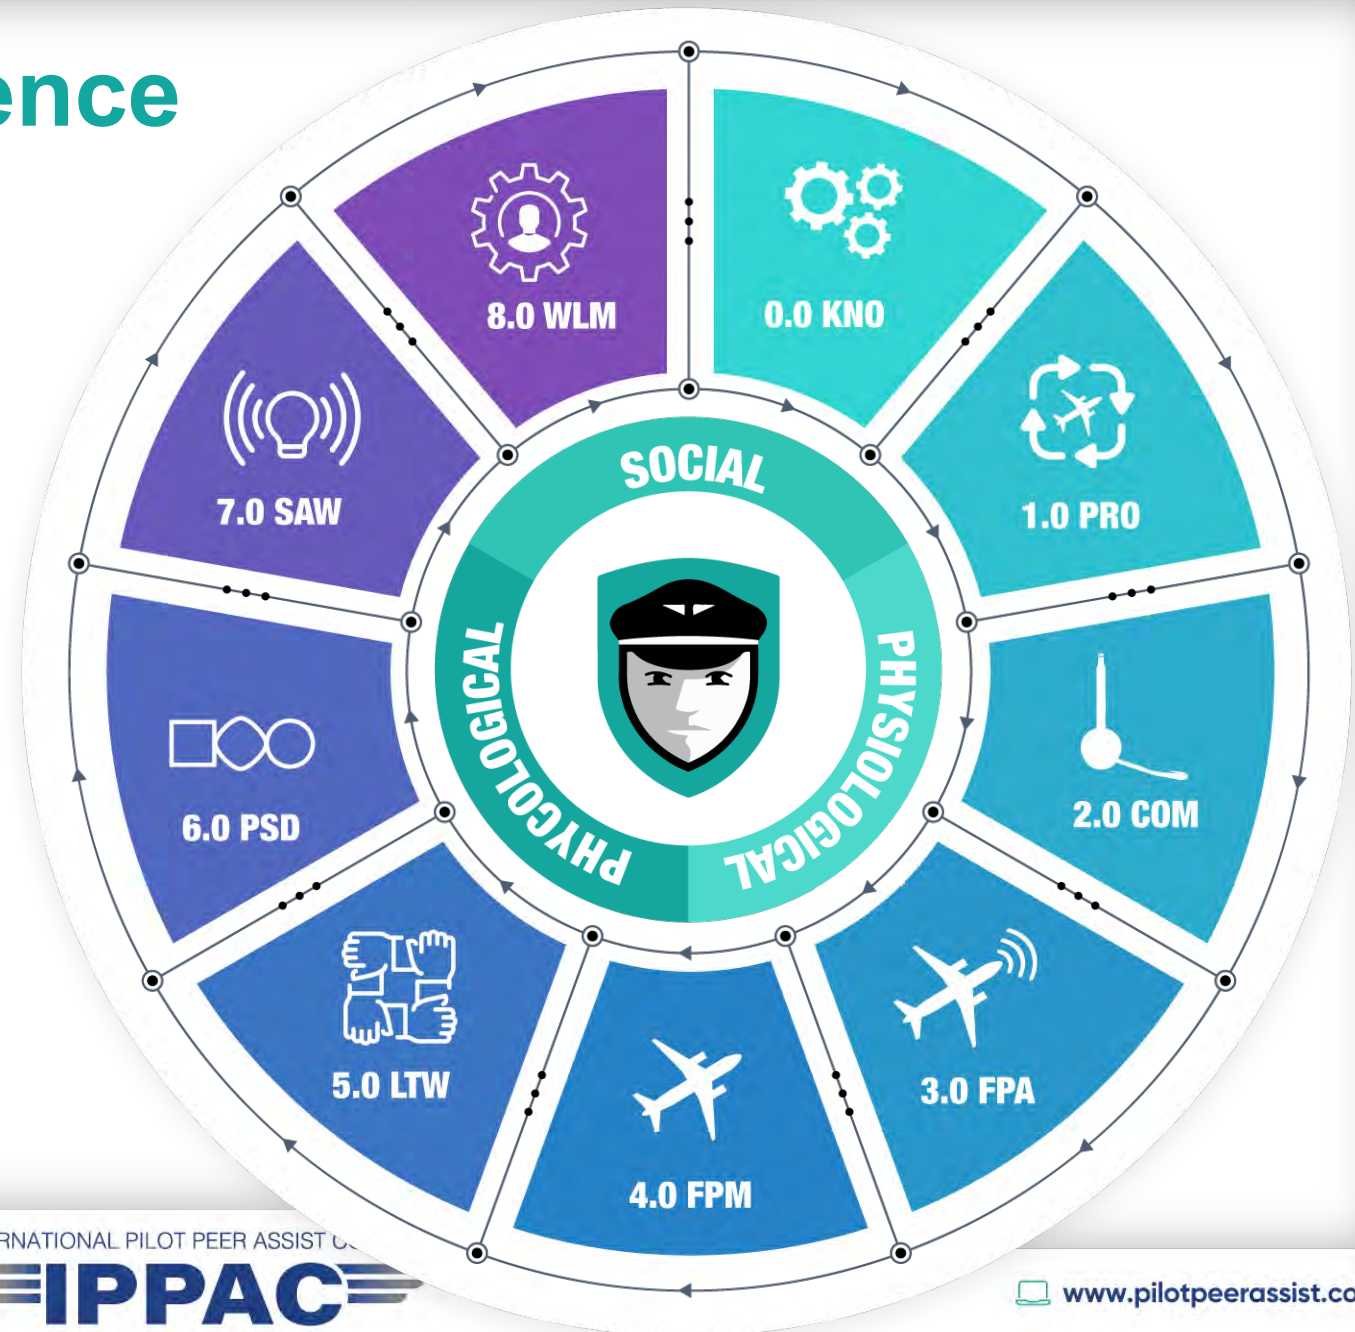 ence
8.0 WLM
0.0 KNO
7.0 SAW
SOCIAL
1.0 PRO
PHYCOLOGICAL
PHYSIOLOGICAL
6.0 PSD
2.0 COM
5.0 LTW
3.0 FPA
4.0 FPM
RNATIONAL PILOT PEER ASSIST
IPPAC
www.pilotpeerassist.co